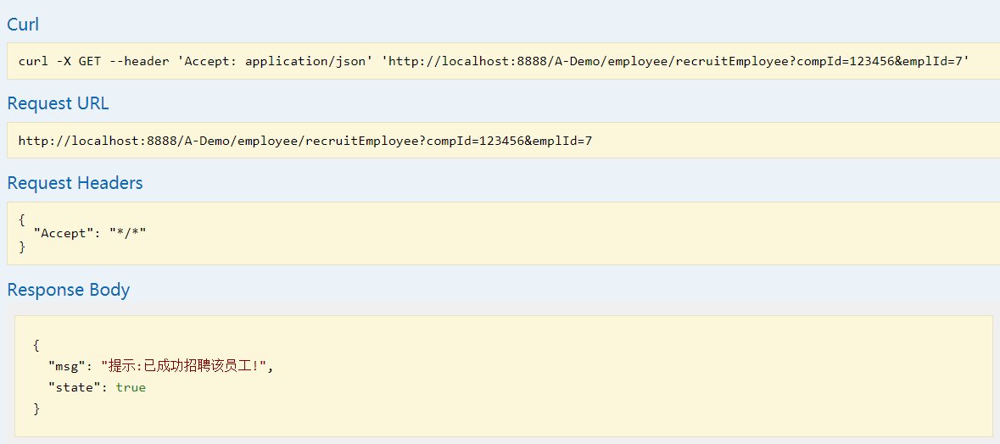 Curl
curl -X GET --header 'Accept: application/json' 'http://localhost:8888/A-Demo/employee/recruitEmployee?compId=123456&emplId=7'
Request URL
http://localhost:8888/A-Demo/employee/recruitEmployee?compId=123456&emplId=7
Request Headers
{
  "Accept": "*/*"
}
Response Body
{
  "msg": "提示:已成功招聘该员工!",
  "state": true
}